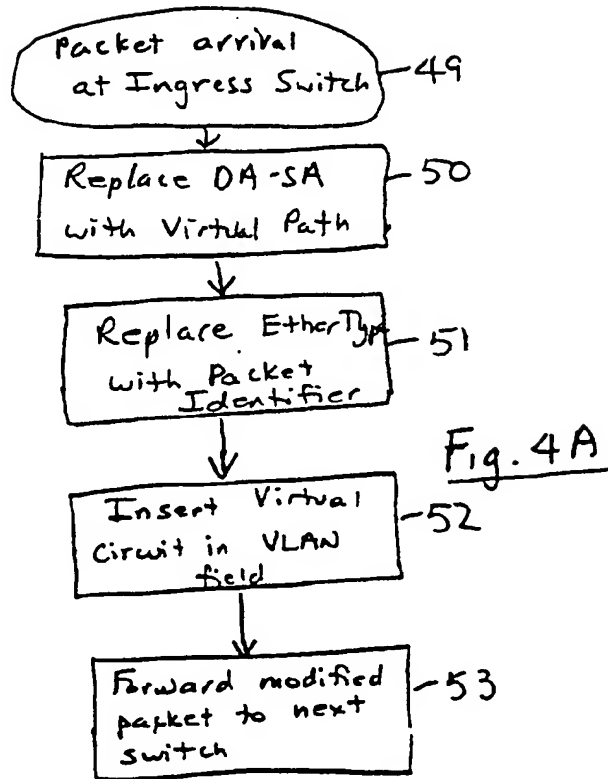 Packet arrival
at Ingress Switch
49
Replace DA-SA
with Virtual Path
50
Replace EtherType
with Packet
Identifier
51
Fig. 4A
Insert Virtual
Circuit in VLAN
field
52
Forward modified
packet to next
switch
53